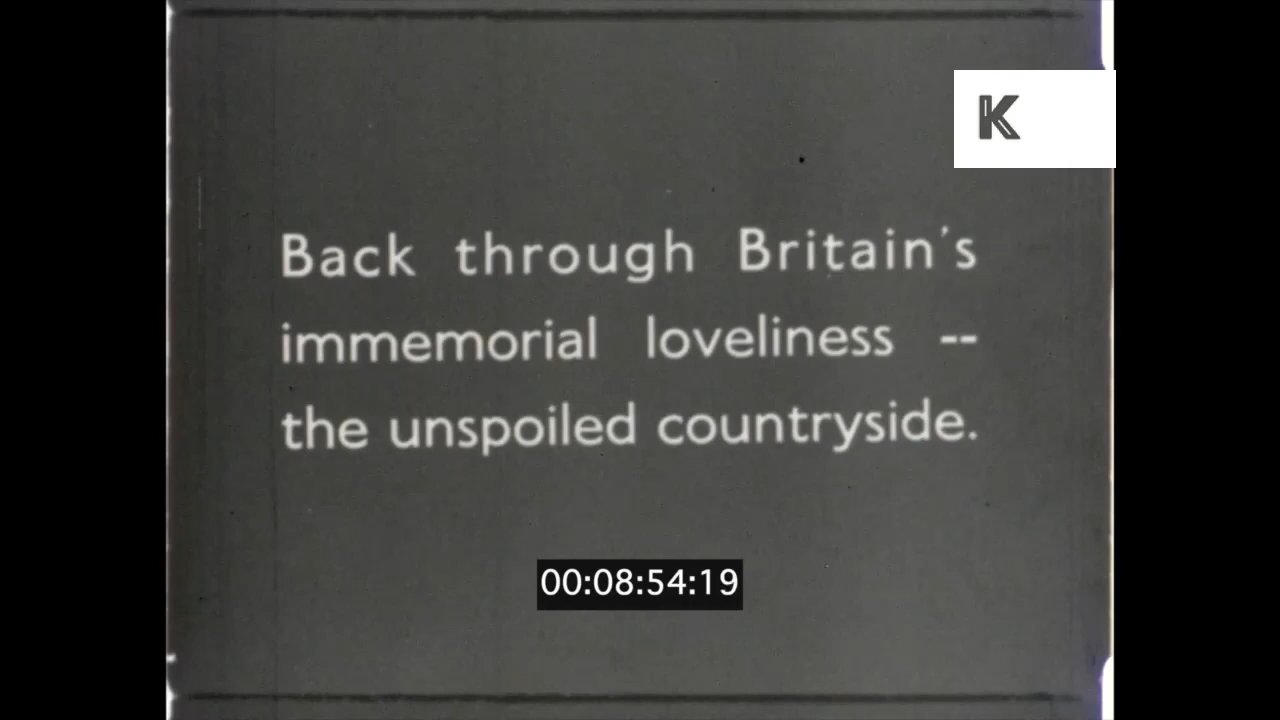 K
Back through Britain's
immemorial loveliness --
the unspoiled countryside.
00:08:54:19